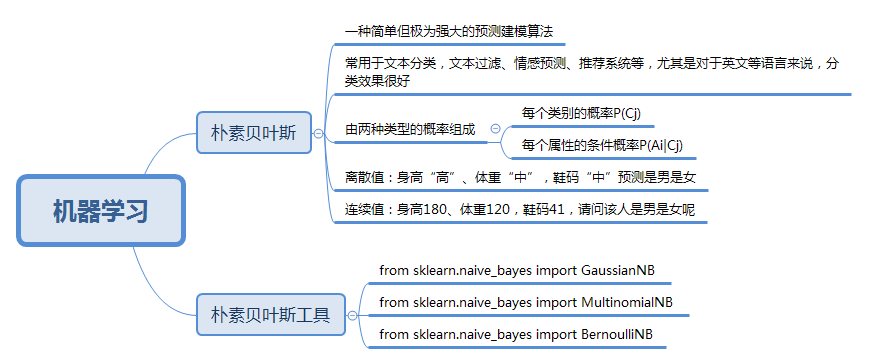 机器学习
朴素贝叶斯
一种简单但极为强大的预测建模算法
常用于文本分类，文本过滤、情感预测、推荐系统等，尤其是对于英文等语言来说，分
类效果很好
由两种类型的概率组成
每个类别的概率P(Cj)
每个属性的条件概率P(Ai|Cj)
离散值：身高“高”、体重“中”，鞋码“中”预测是男是女
连续值：身高180、体重120，鞋码41，请问该人是男是女呢
朴素贝叶斯工具
from sklearn.naive_bayes import GaussianNB
from sklearn.naive_bayes import MultinomialNB
from sklearn.naive_bayes import BernoulliNB